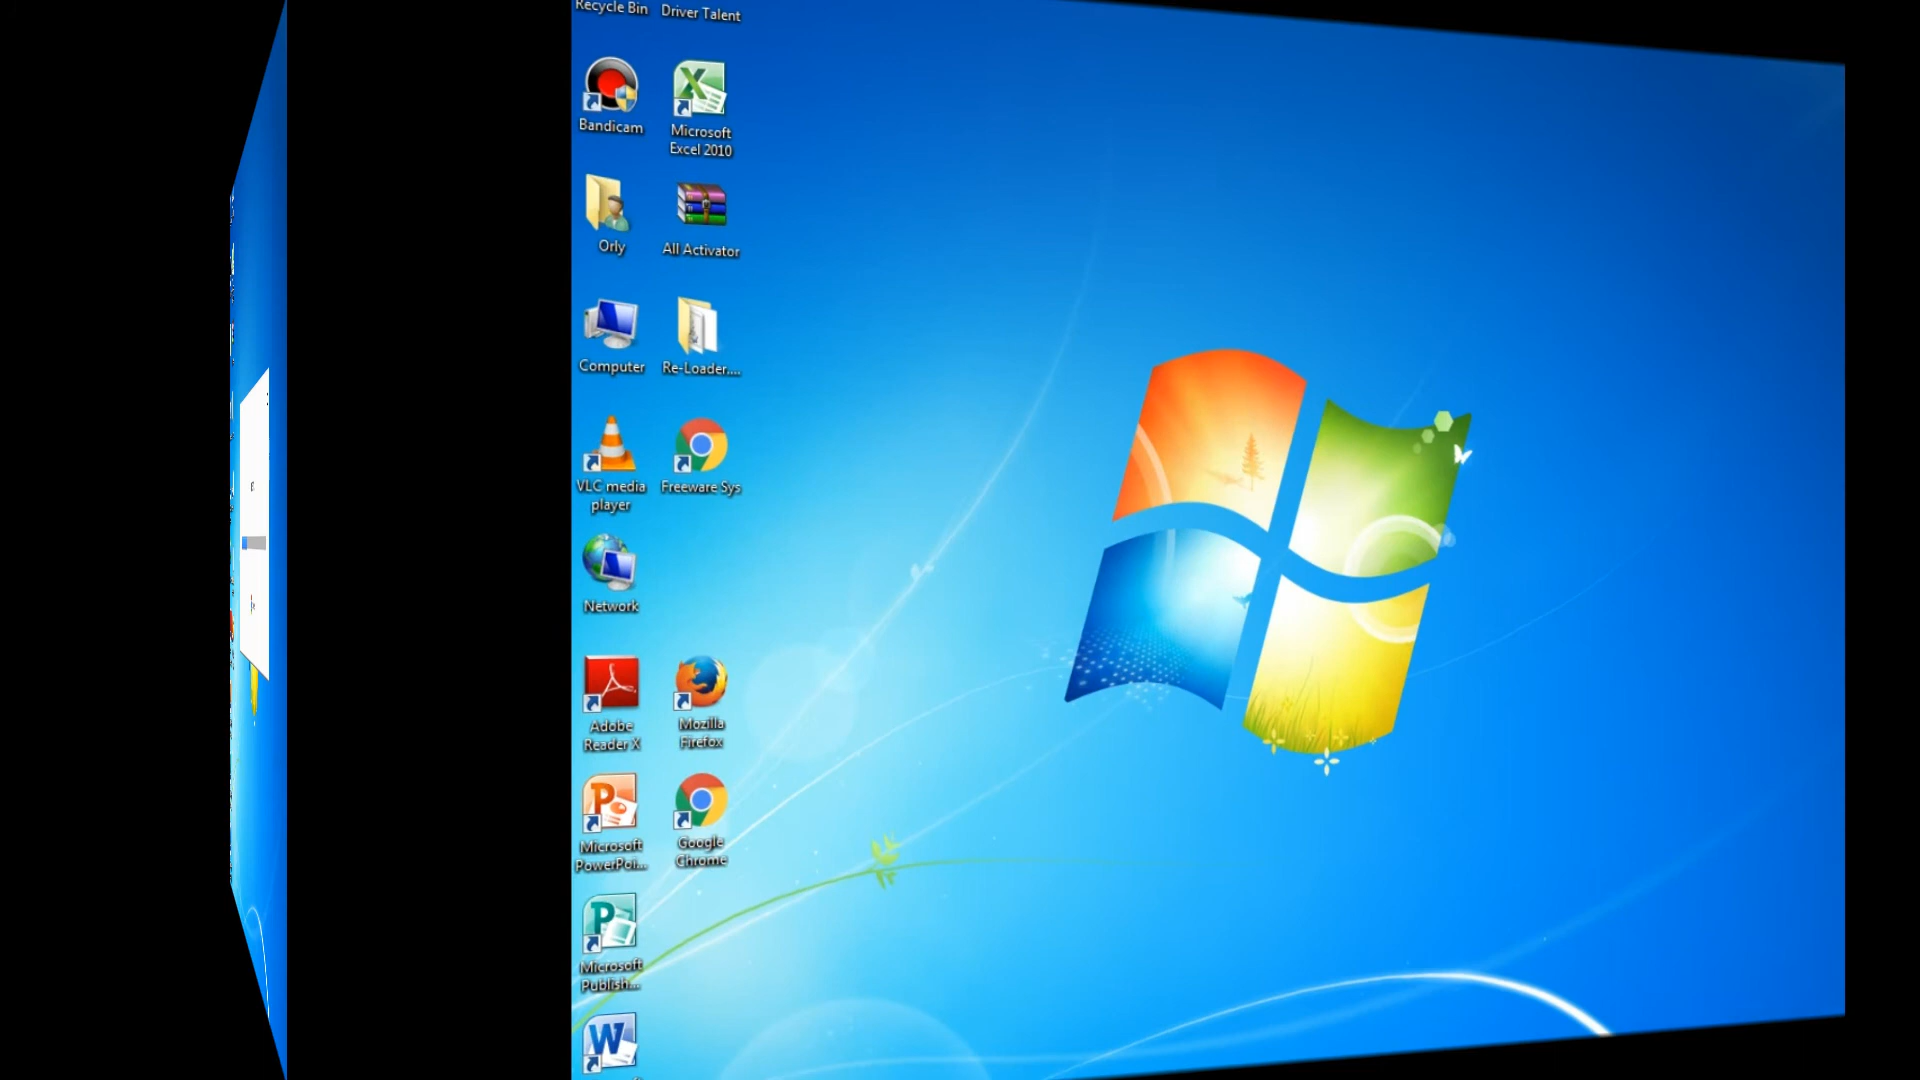 Recycle Bin
Driver Talent
Bandicam
Microsoft
Excel 2010
Orly
All Activator
Computer
Re-Loader....
VLC media
player
Freeware Sys
Network
Adobe
Reader X
Mozilla
Firefox
Microsoft
PowerPoi...
Google
Chrome
Microsoft
Publish...